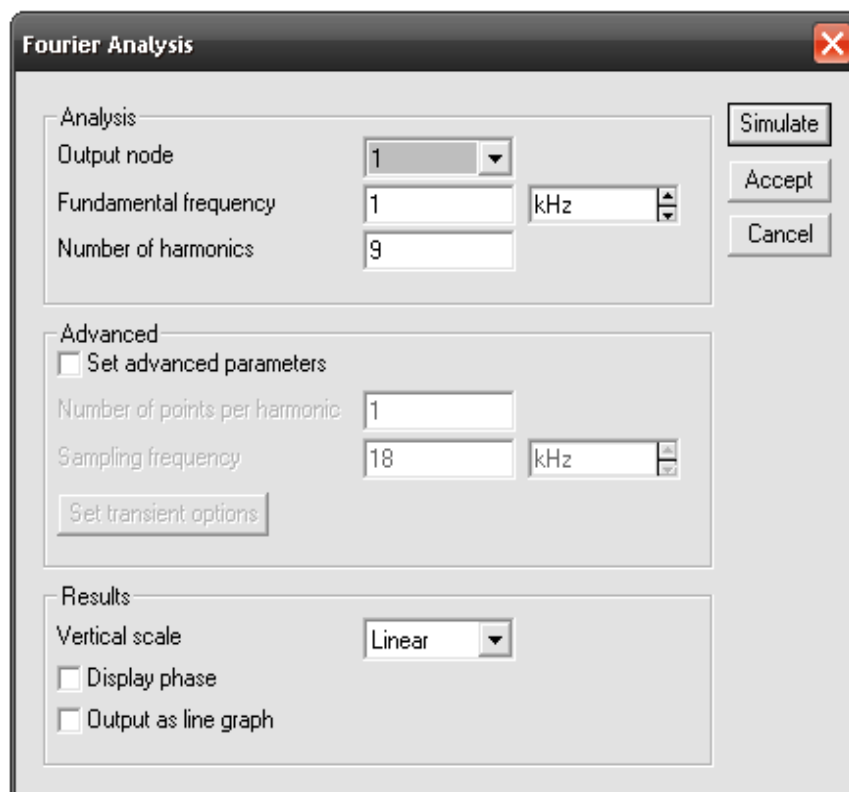 Fourier Analysis
Analysis
Output node 1
Fundamental frequency 1 kHz
Number of harmonics 9
Simulate
Accept
Cancel
Advanced
Set advanced parameters
Number of points per harmonic 1
Sampling frequency 18 kHz
Set transient options
Results
Vertical scale Linear
Display phase
Output as line graph